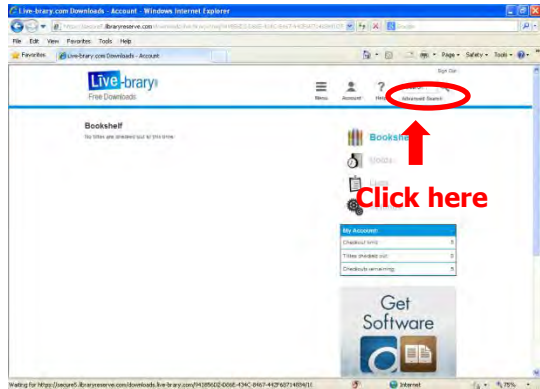 Live-brary.com Downloads - Account - Windows Internet Explorer
File Edit View Favorites Tools Help
Favorites Live-brary.com Downloads - Account
Page Safety Tools
Sign Out
Live-brary
Free Downloads
Menu Account Help Advanced Search
Bookshelf
No titles are checked out at this time.
Bookshe
Holds
Click here
My Account
Checkout limit: 5
Titles checked out: 0
Checkouts remaining: 5
Get
Software
Internet
75%